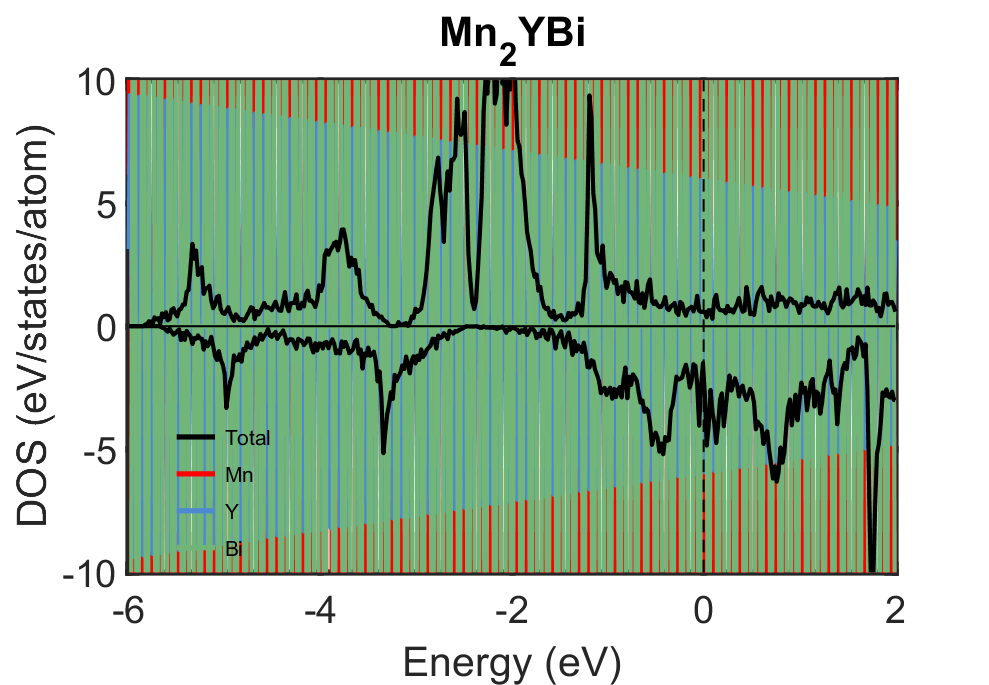 Mn2YBi
DOS (eV/states/atom)
10
5
0
-5
-10
Total
Mn
Y
Bi
-6 -4 -2 0 2
Energy (eV)